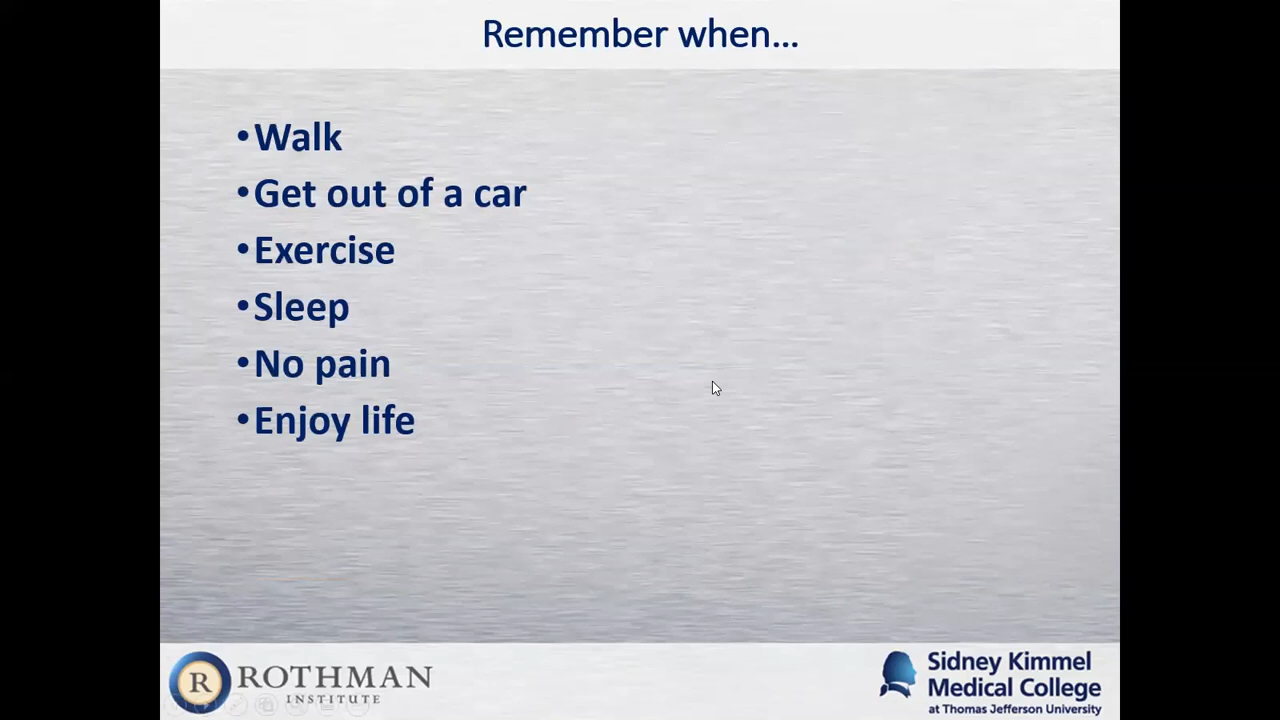 Remember when...
•Walk
•Get out of a car
•Exercise
•Sleep
•No pain
•Enjoy life
R ROTHMAN
INSTITUTE
Sidney Kimmel
Medical College
at Thomas Jefferson University